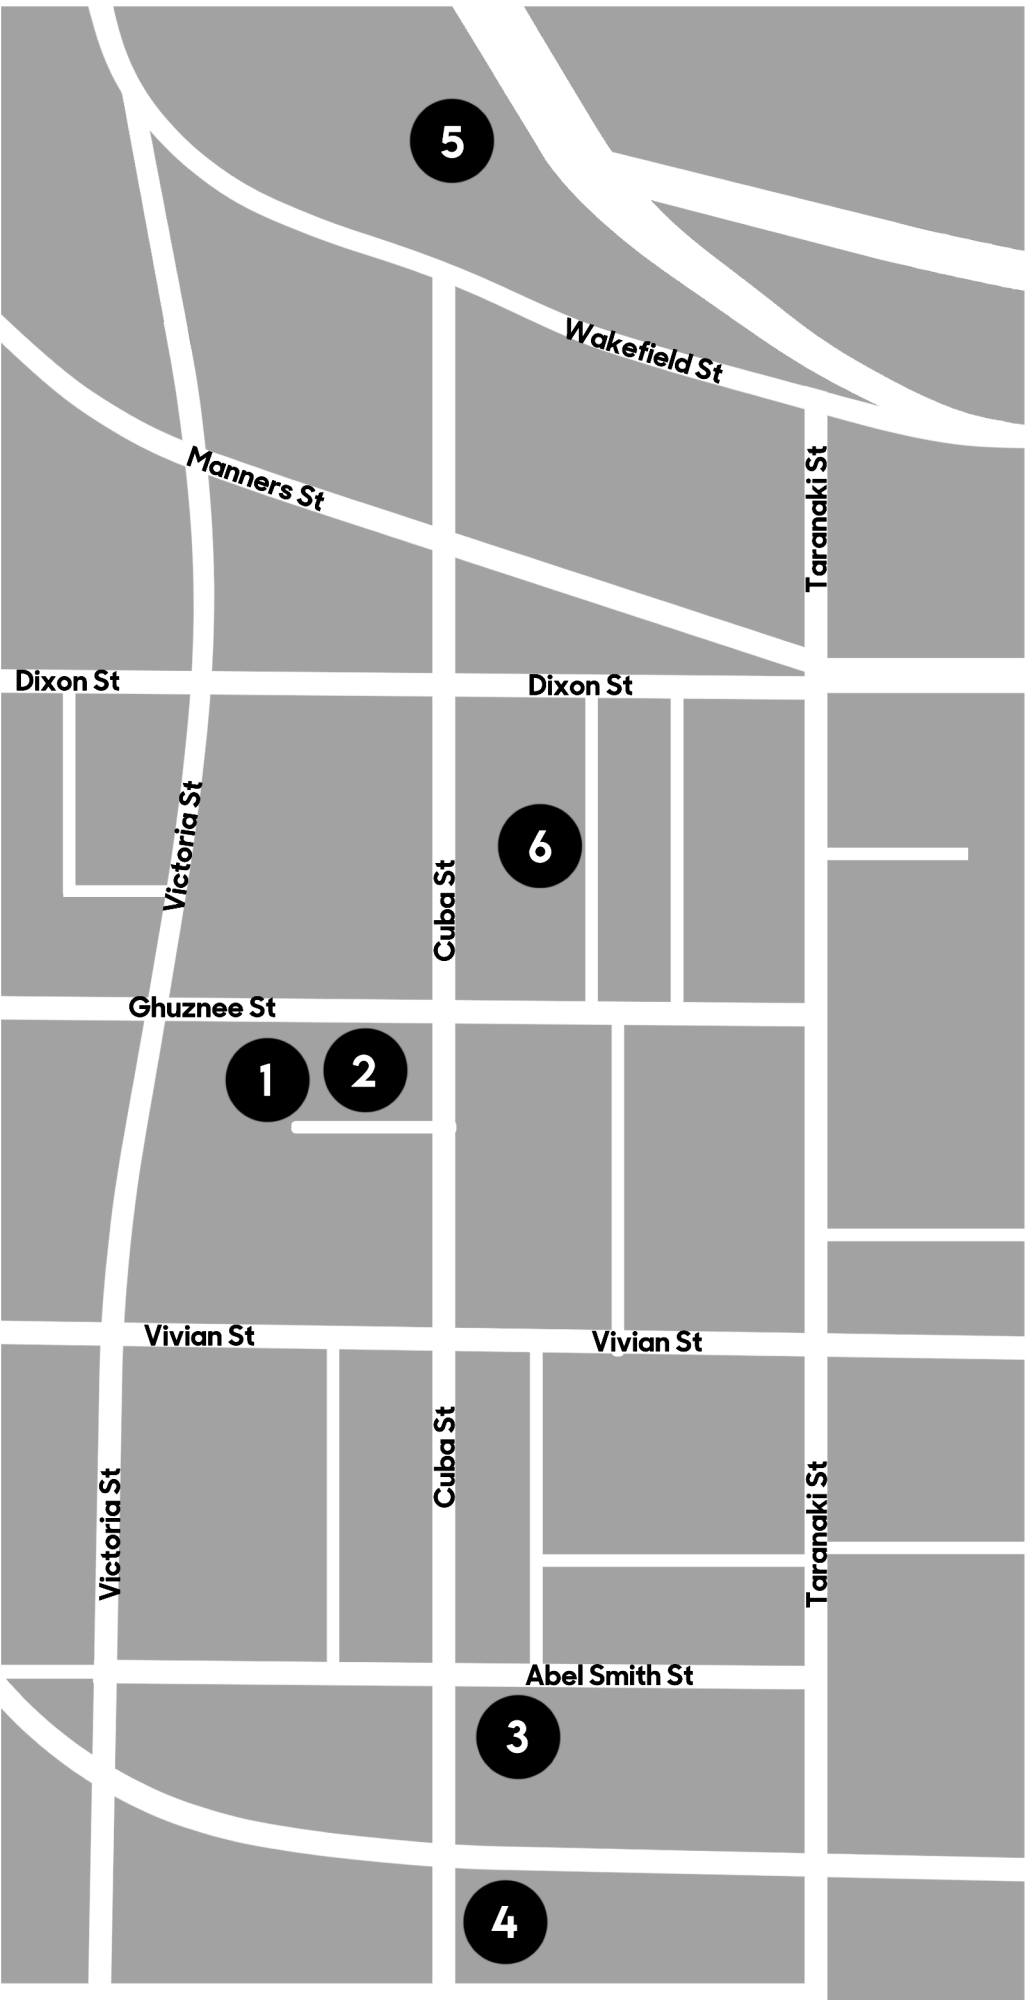 5
Wakefield St
Manners St
Taranaki St
Dixon St
Dixon St
Victoria St
6
Cuba St
Ghuznee St
1
2
Vivian St
Vivian St
Cuba St
Victoria St
Taranaki St
Abel Smith St
3
4